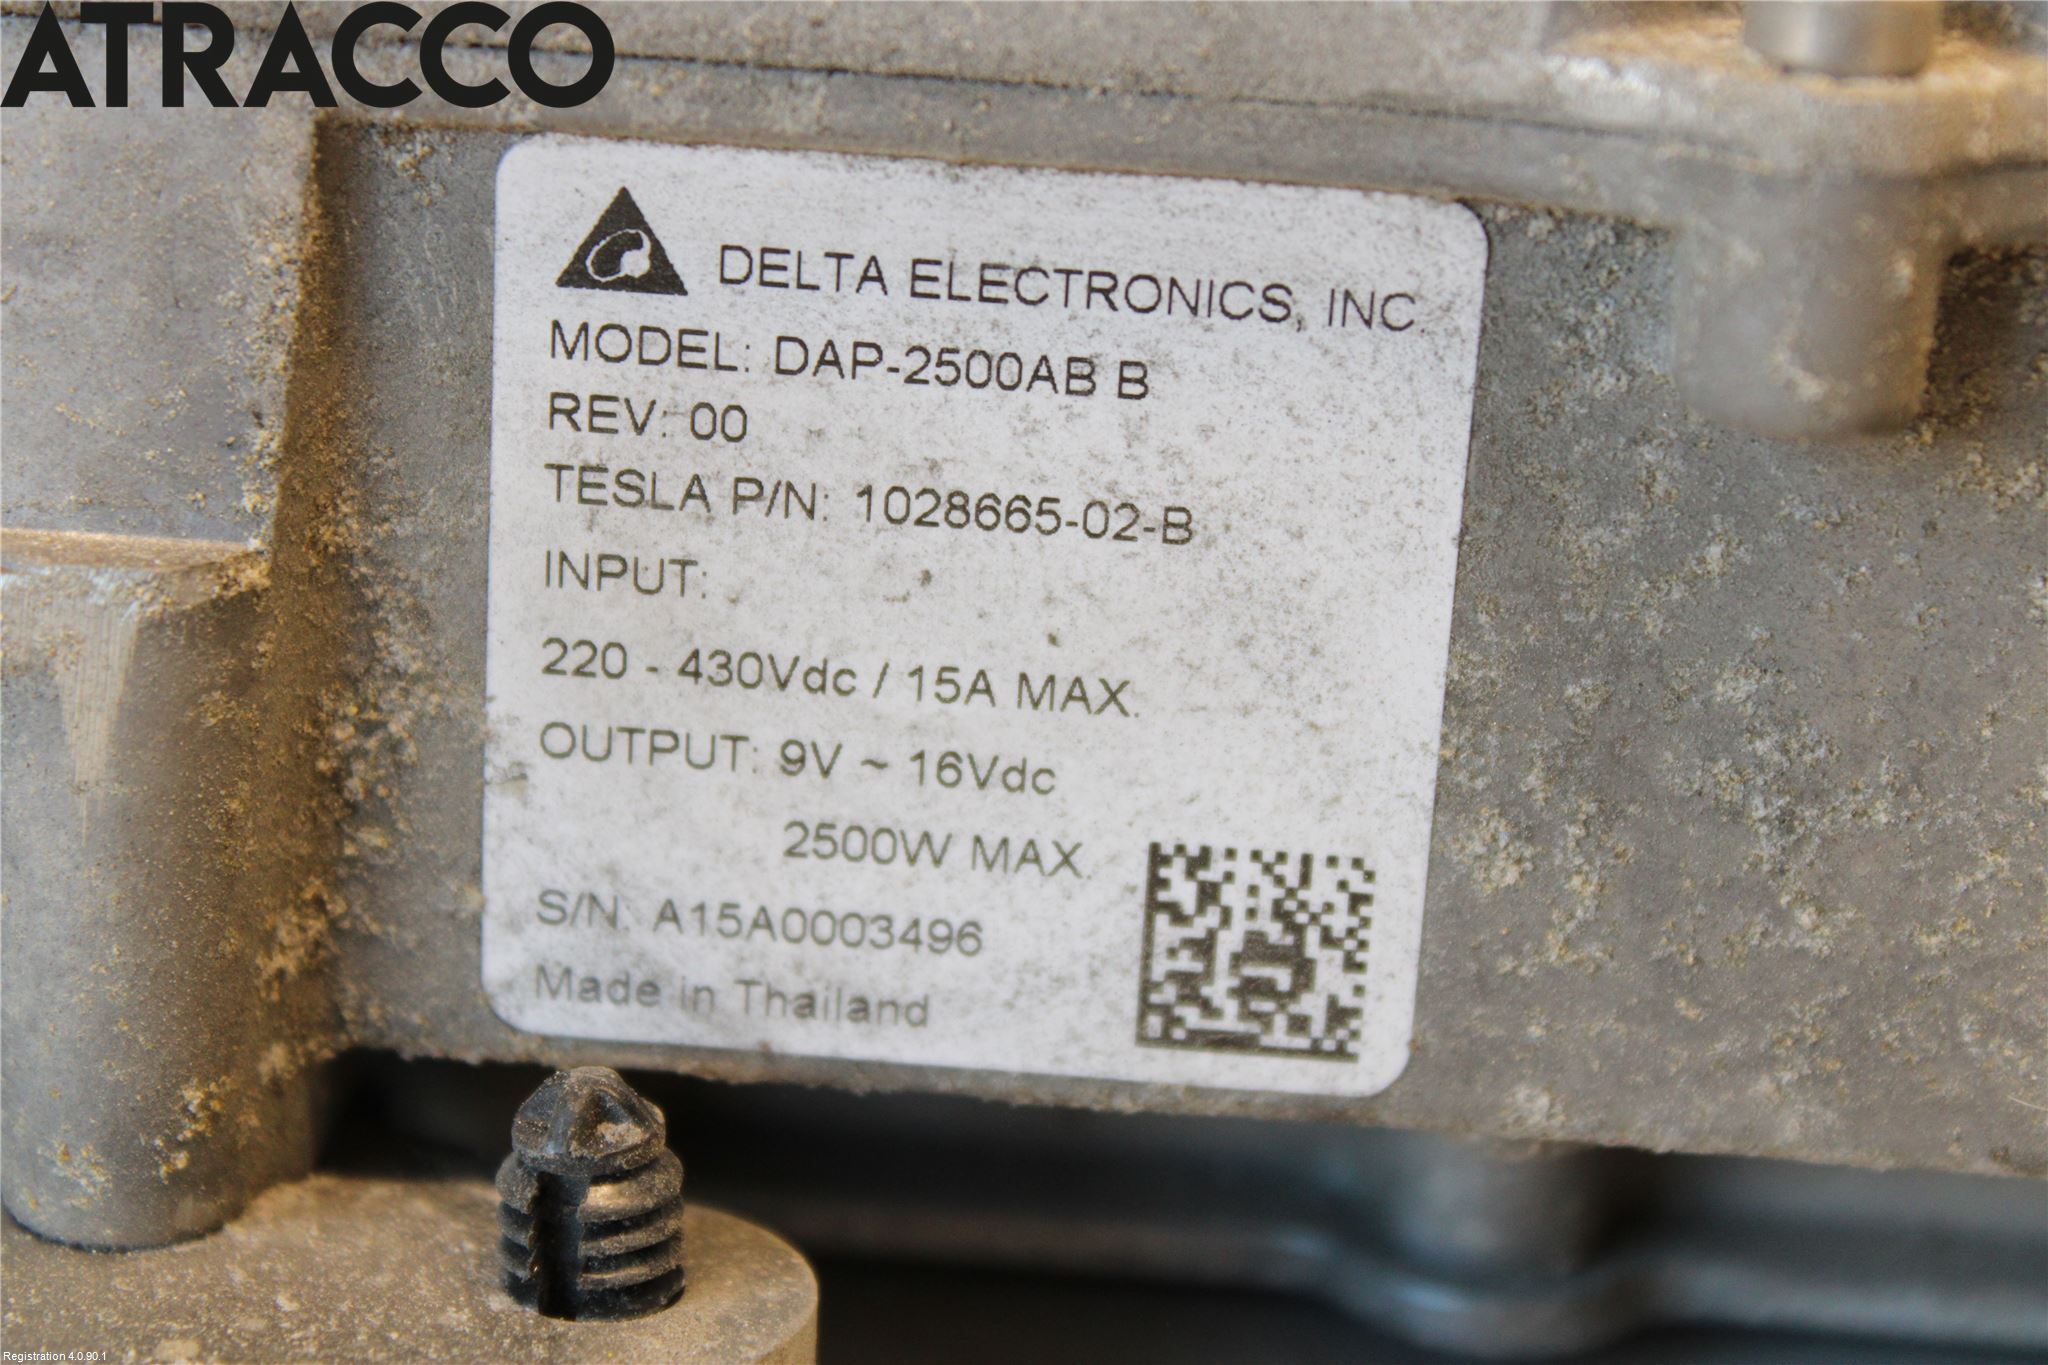 ATRACCO
DELTA ELECTRONICS, INC.
MODEL: DAP-2500AB B
REV: 00
TESLA P/N: 1028665-02-B
INPUT:
220 - 430Vdc / 15A MAX.
OUTPUT: 9V ~ 16Vdc
2500W MAX.
S/N: A15A0003496
Made in Thailand
Registration 4.0.90.1